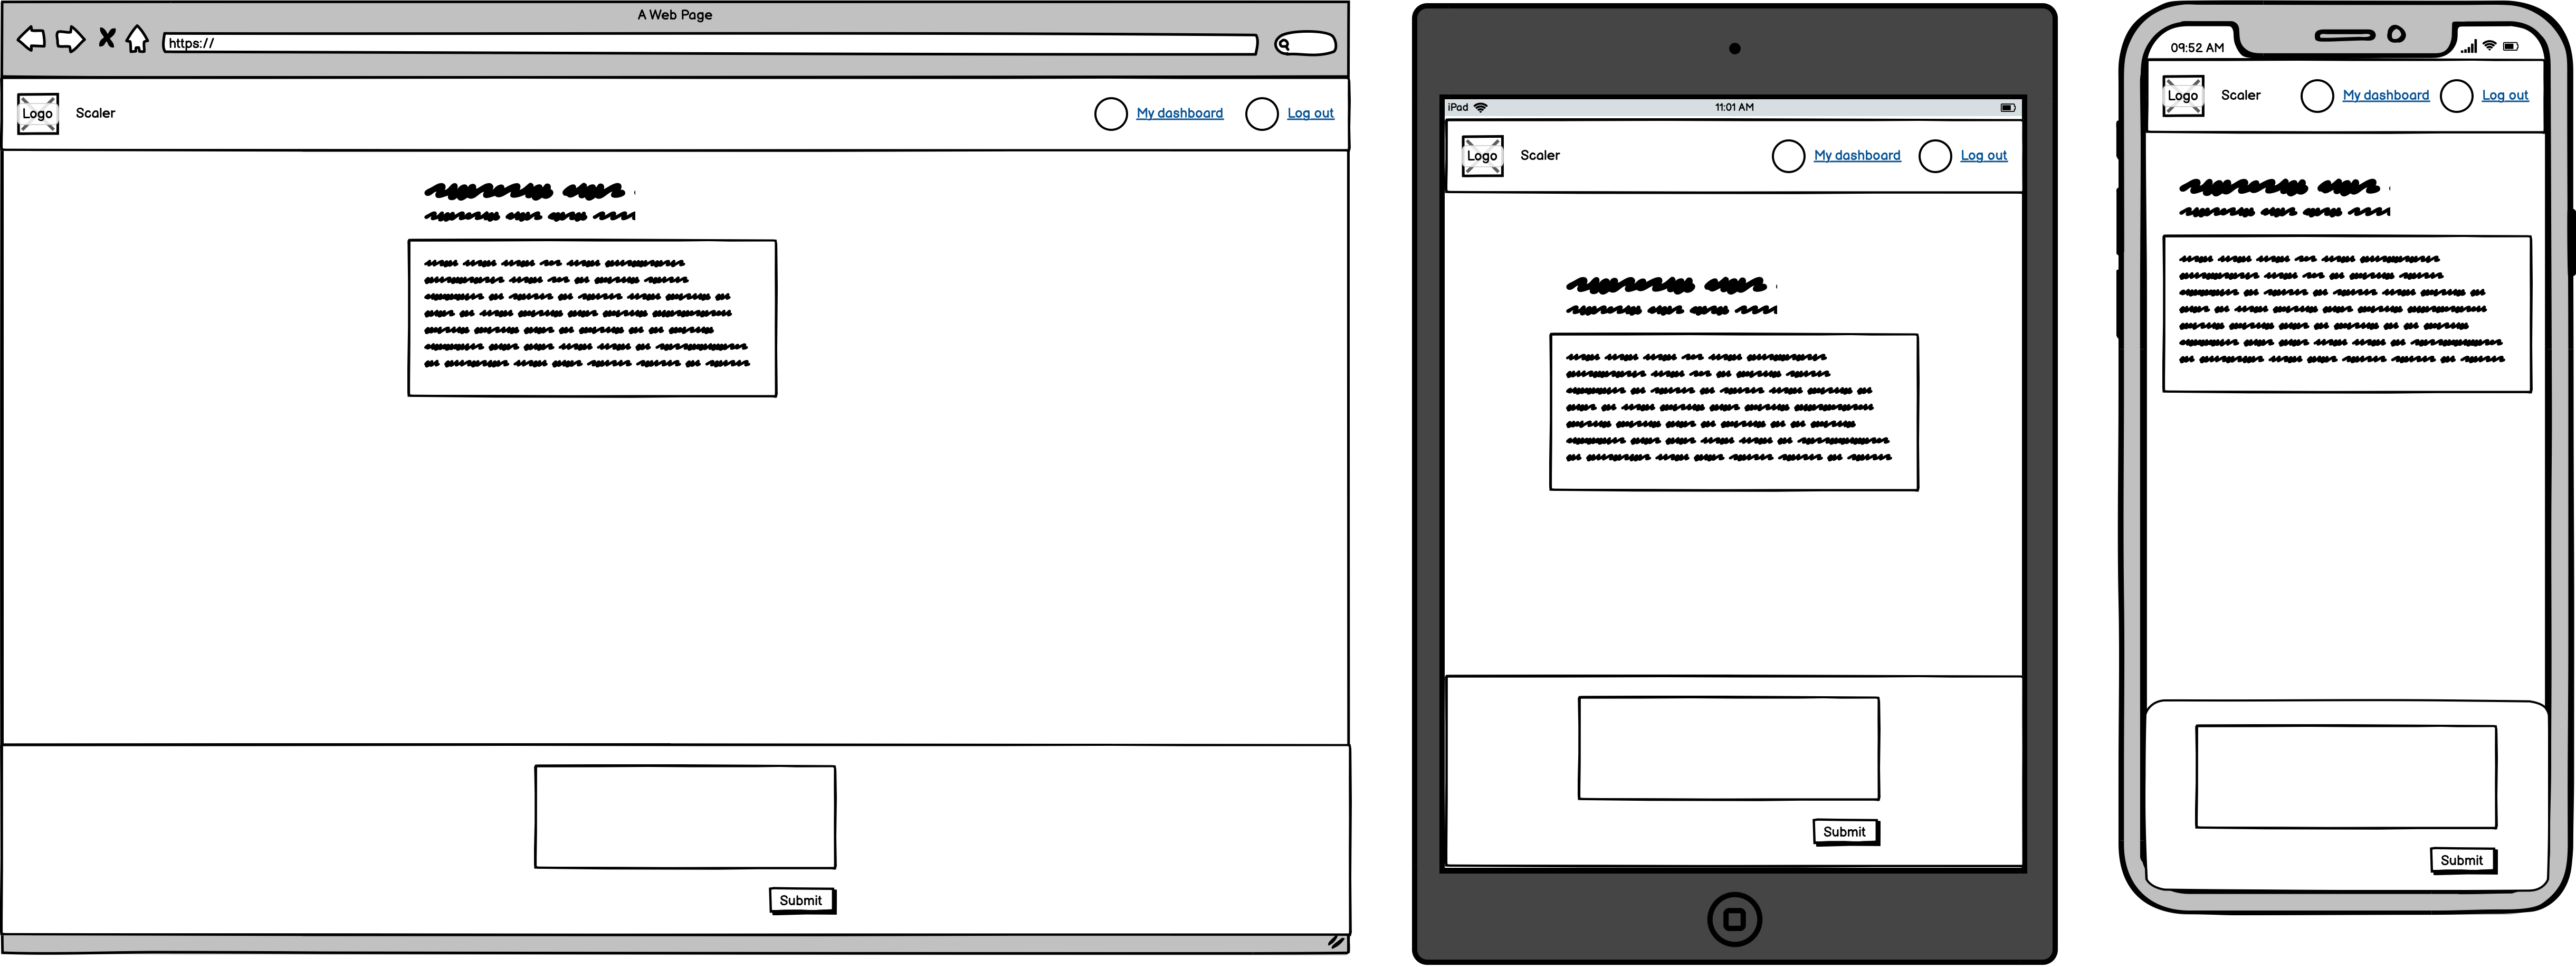 A Web Page
https://
Logo
Scaler
My dashboard
Log out
Submit
iPad
11:01 AM
Logo
Scaler
My dashboard
Log out
Submit
09:52 AM
Logo
Scaler
My dashboard
Log out
Submit